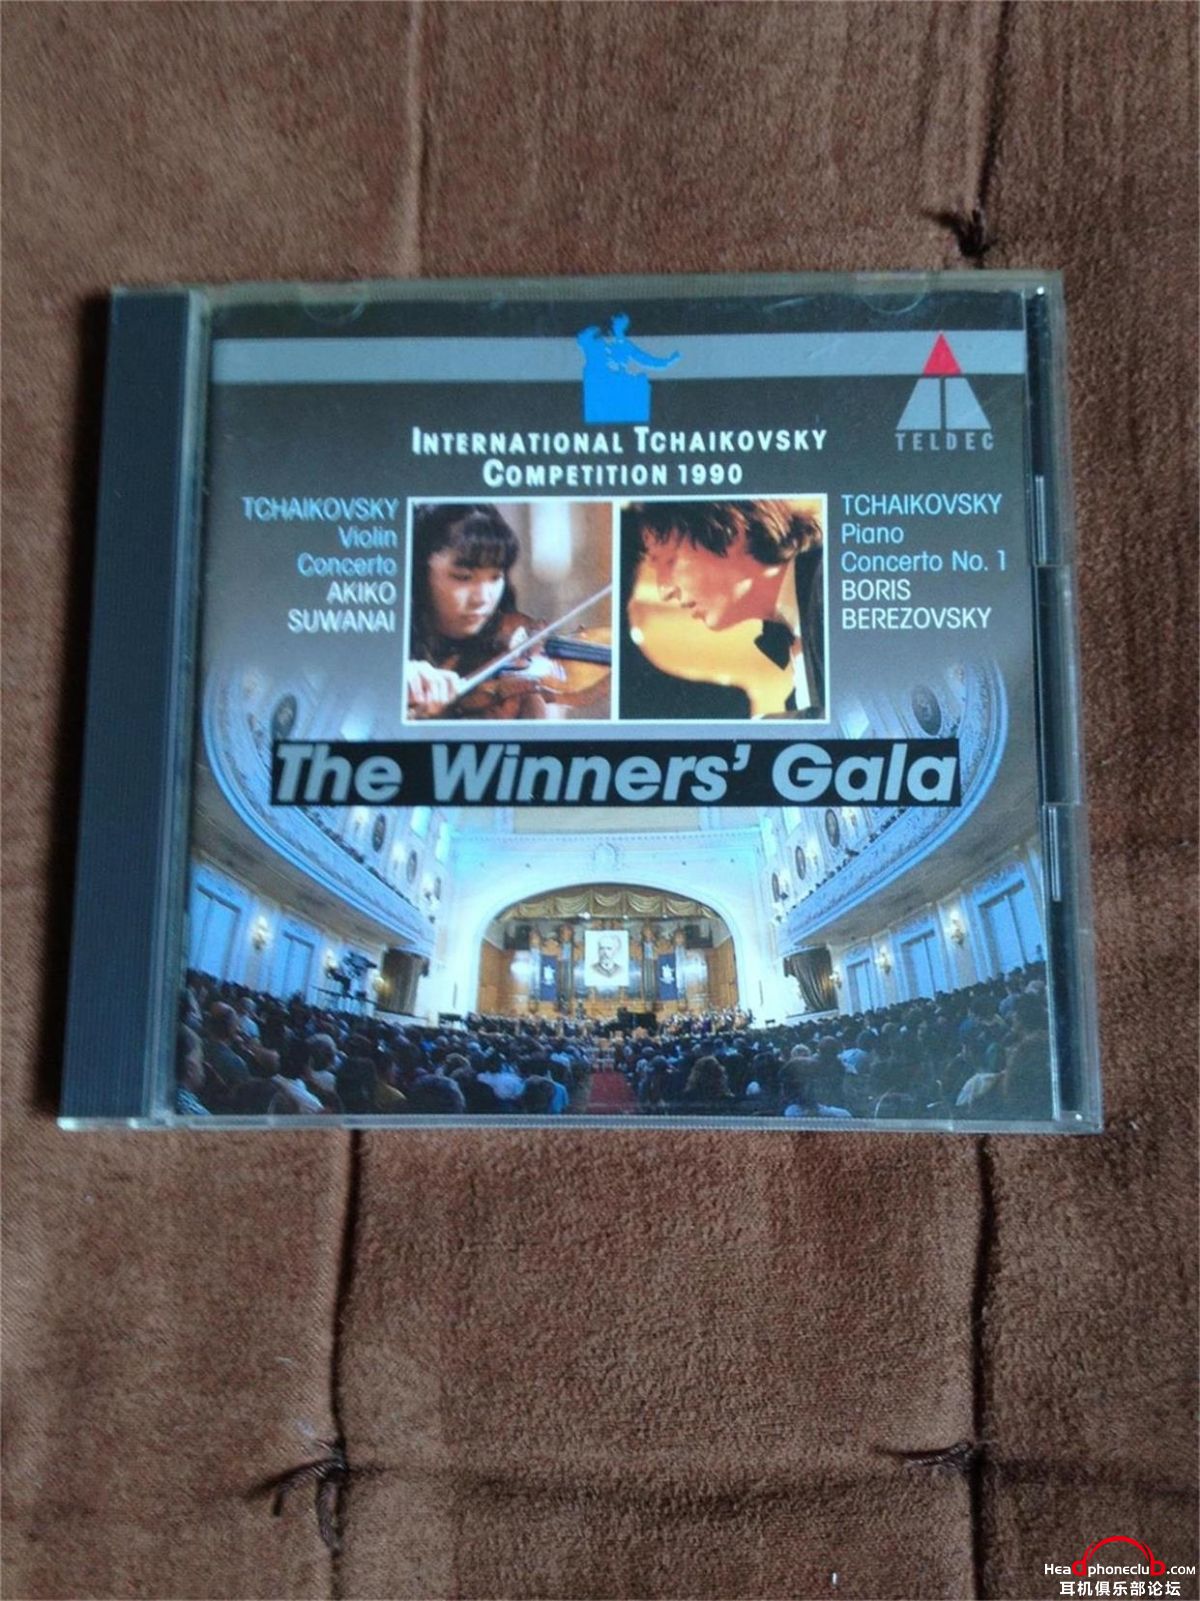 INTERNATIONAL TCHAIKOVSKY
COMPETITION 1990
TELDEC
TCHAIKOVSKY
Violin
Concerto
AKIKO
SUWANAI
TCHAIKOVSKY
Piano
Concerto No. 1
BORIS
BEREZOVSKY
The Winners' Gala
Headphoneclub.com
耳机俱乐部论坛